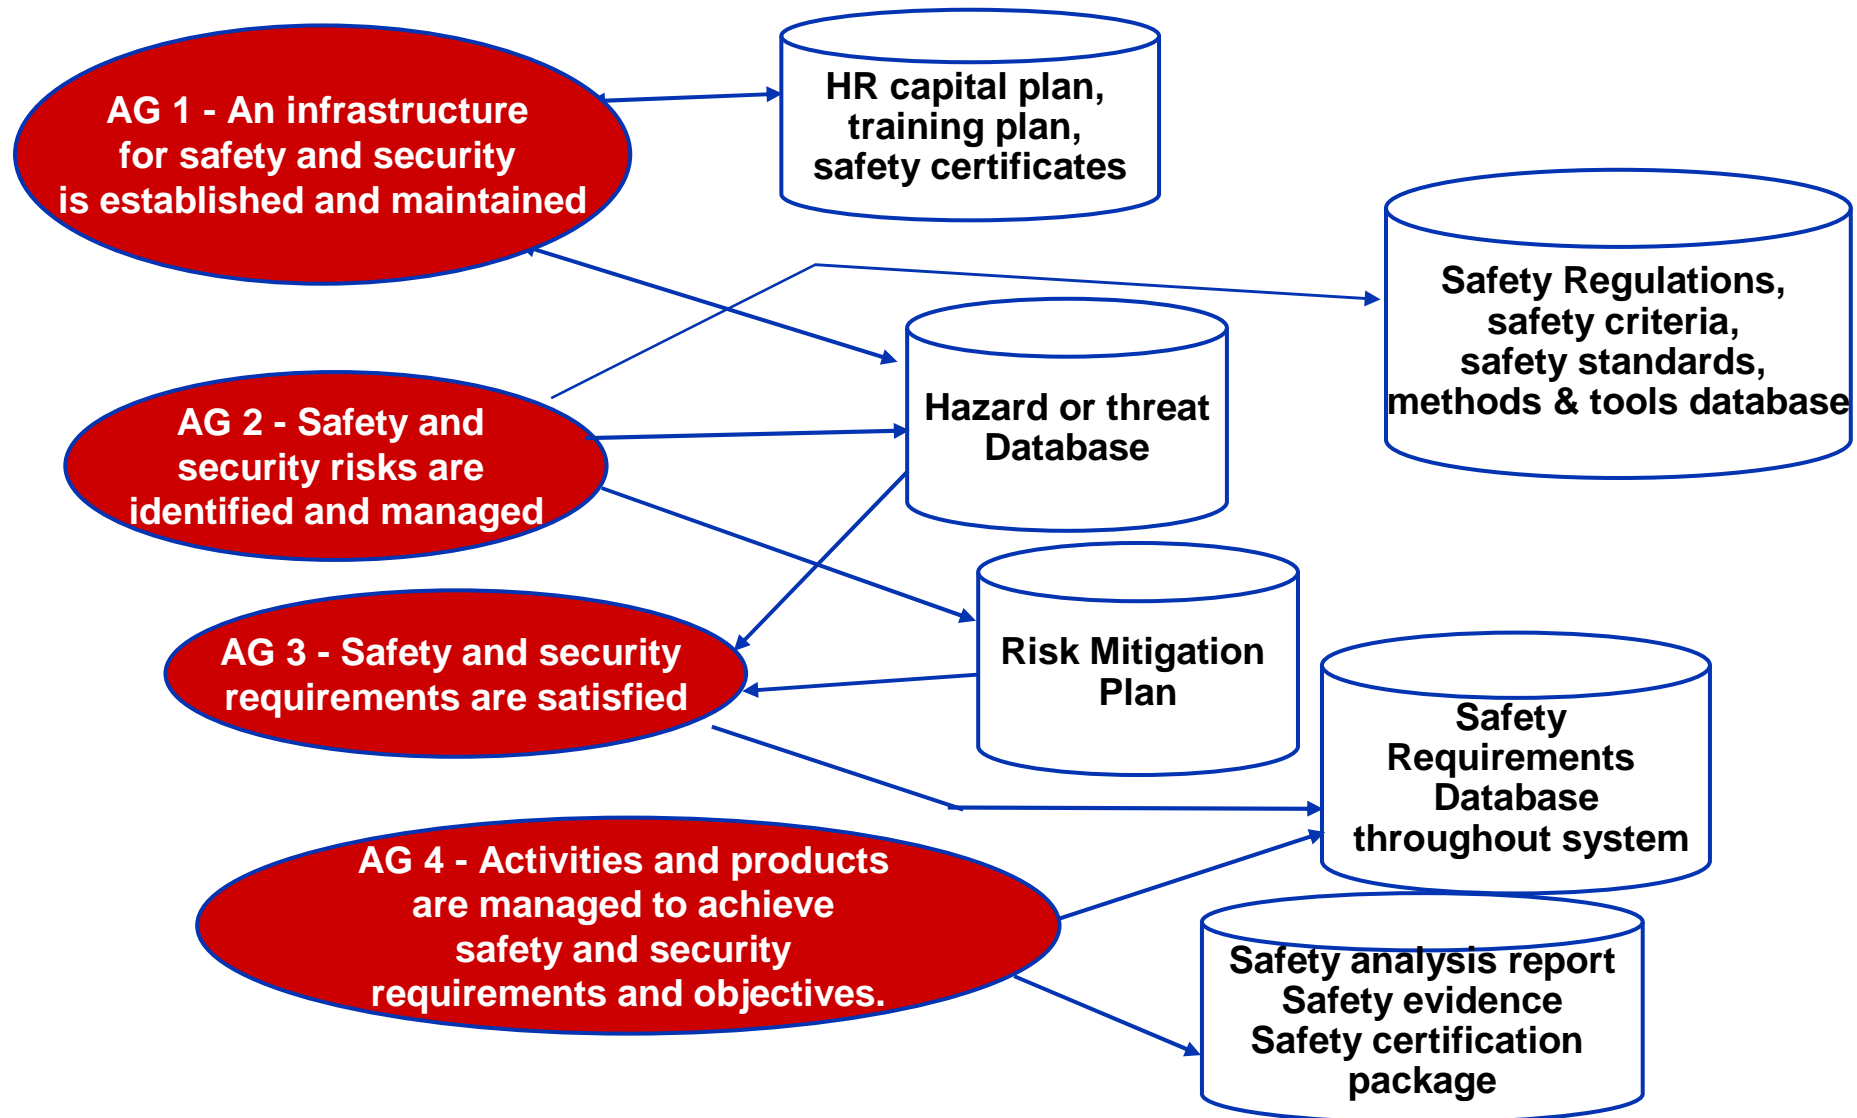 AG 1 - An infrastructure
for safety and security
is established and maintained
HR capital plan,
training plan,
safety certificates
Safety Regulations,
safety criteria,
safety standards,
methods & tools database
AG 2 - Safety and
security risks are
identified and managed
Hazard or threat
Database
AG 3 - Safety and security
requirements are satisfied
Risk Mitigation
Plan
Safety
Requirements
Database
throughout system
AG 4 - Activities and products
are managed to achieve
safety and security
requirements and objectives.
Safety analysis report
Safety evidence
Safety certification
package